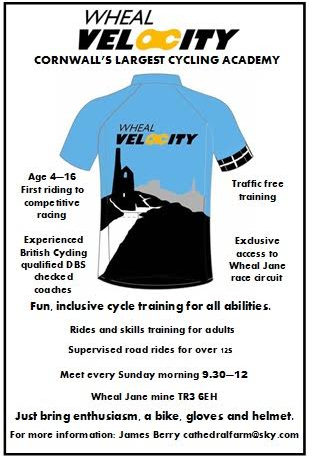 WHEAL
VELOCITY
CORNWALL'S LARGEST CYCLING ACADEMY
WHEAL
VELOCITY
Age 4—16
First riding to
competitive
racing
Traffic free
training
Experienced
British Cycling
qualified DBS
checked
coaches
Exclusive
access to
Wheal Jane
race circuit
Fun, inclusive cycle training for all abilities.
Rides and skills training for adults
Supervised road rides for over 12s
Meet every Sunday morning 9.30—12
Wheal Jane mine TR3 6EH
Just bring enthusiasm, a bike, gloves and helmet.
For more information: James Berry cathedralfarm@sky.com